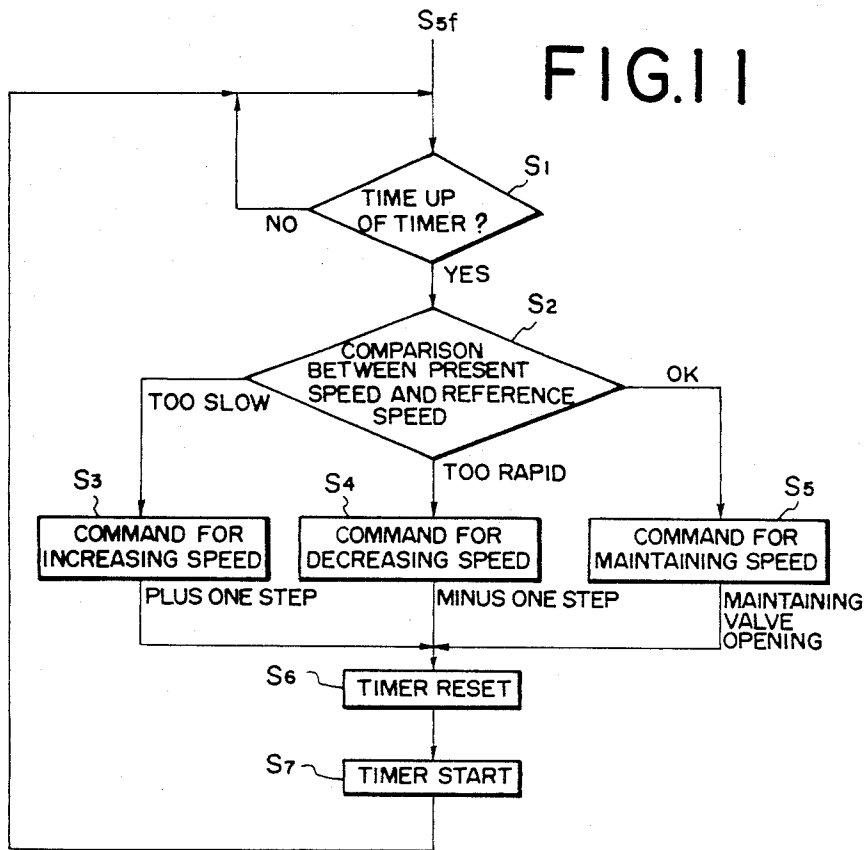 S5f
FIG.11
S1
TIME UP
OF TIMER ?
NO
YES
S2
COMPARISON
BETWEEN PRESENT
SPEED AND REFERENCE
SPEED
TOO SLOW
OK
TOO RAPID
S3
COMMAND FOR
INCREASING SPEED
S4
COMMAND FOR
DECREASING SPEED
S5
COMMAND FOR
MAINTAINING SPEED
PLUS ONE STEP
MINUS ONE STEP
MAINTAINING
VALVE
OPENING
S6
TIMER RESET
S7
TIMER START